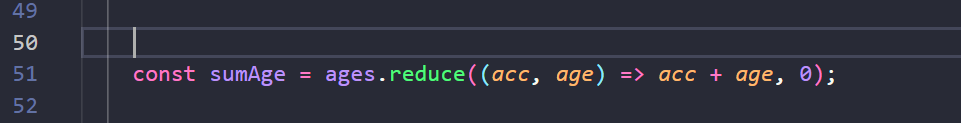 49
50
51 const sumAge = ages.reduce((acc, age) => acc + age, 0);
52